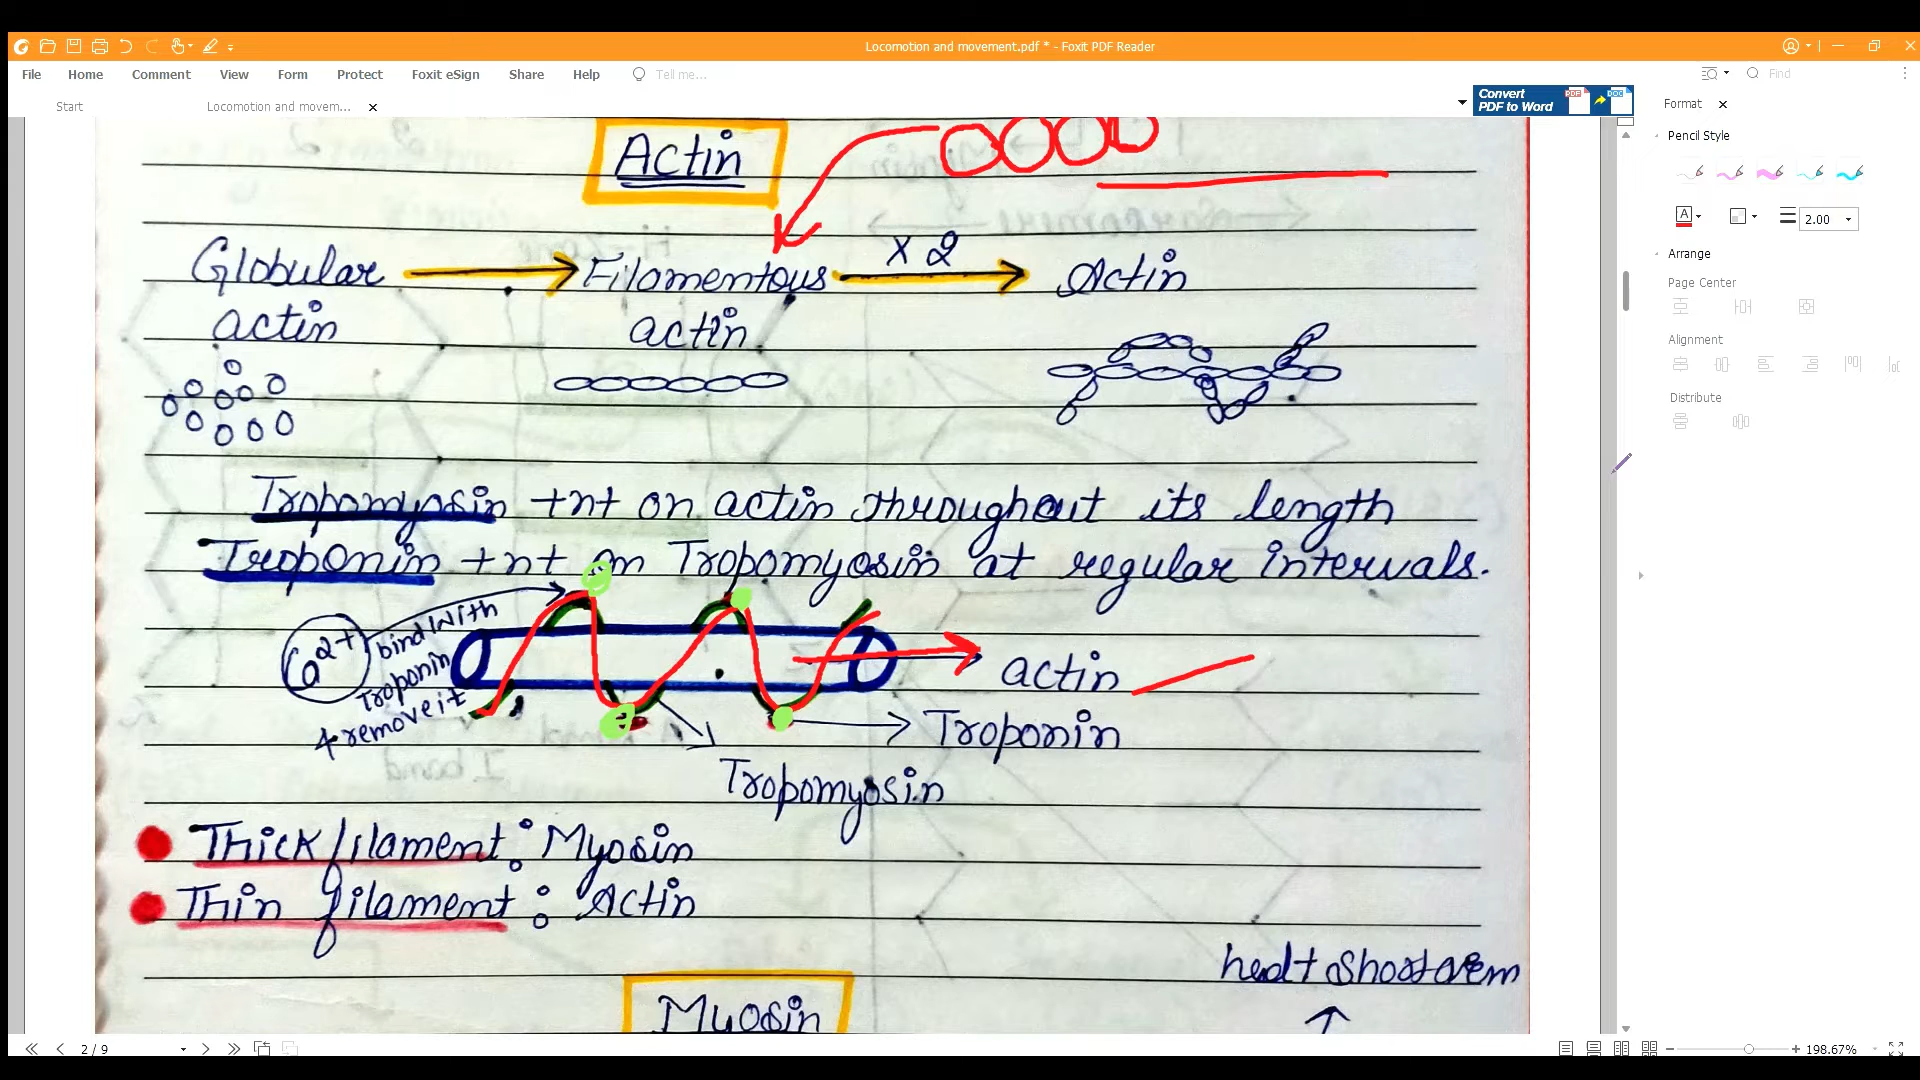 Locomotion and movement.pdf * - Foxit PDF Reader
File Home Comment View Form Protect Foxit eSign Share Help Tell me... Find
Start Locomotion and movem... Convert PDF to Word
Format
Pencil Style
2.00
Arrange
Page Center
Alignment
Distribute
Actin
Globular actin
Filamentous actin
X 2
Actin
Tropomyosin +nt on actin throughout its length
Troponin +nt on Tropomyosin at regular intervals.
Ca2+
bind with
Troponin
& remove it
actin
Troponin
Tropomyosin
Thick filament : Myosin
Thin filament : Actin
Myosin
2 / 9
198.67%